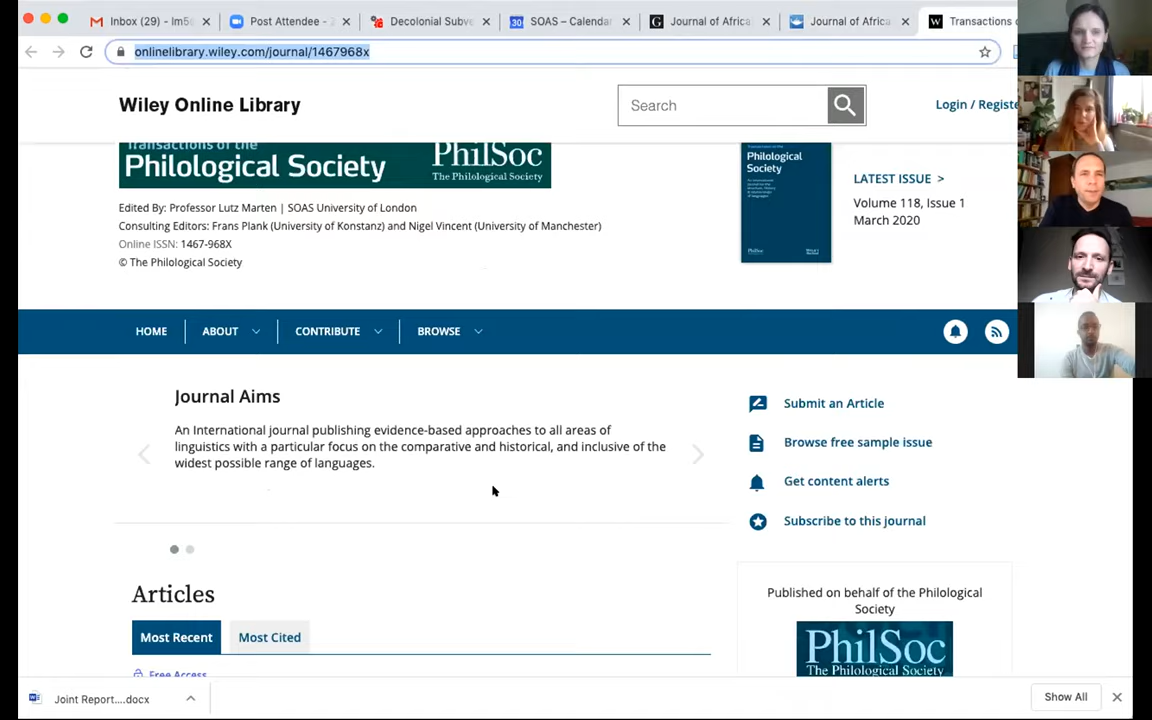 Inbox (29) - lm5
Post Attendee - Z
Decolonial Subve
SOAS – Calenda
Journal of Africa
Journal of Africa
Transactions o
onlinelibrary.wiley.com/journal/1467968x
Wiley Online Library
Search
Login / Registe
Transactions of the
Philological Society
PhilSoc
The Philological Society
Philological
Society
LATEST ISSUE >
Volume 118, Issue 1
March 2020
Edited By: Professor Lutz Marten | SOAS University of London
Consulting Editors: Frans Plank (University of Konstanz) and Nigel Vincent (University of Manchester)
Online ISSN: 1467-968X
© The Philological Society
HOME
ABOUT
CONTRIBUTE
BROWSE
Journal Aims
An International journal publishing evidence-based approaches to all areas of
linguistics with a particular focus on the comparative and historical, and inclusive of the
widest possible range of languages.
Submit an Article
Browse free sample issue
Get content alerts
Subscribe to this journal
Articles
Most Recent
Most Cited
Free Access
Published on behalf of the Philological
Society
PhilSoc
The Philological Society
Joint Report....docx
Show All